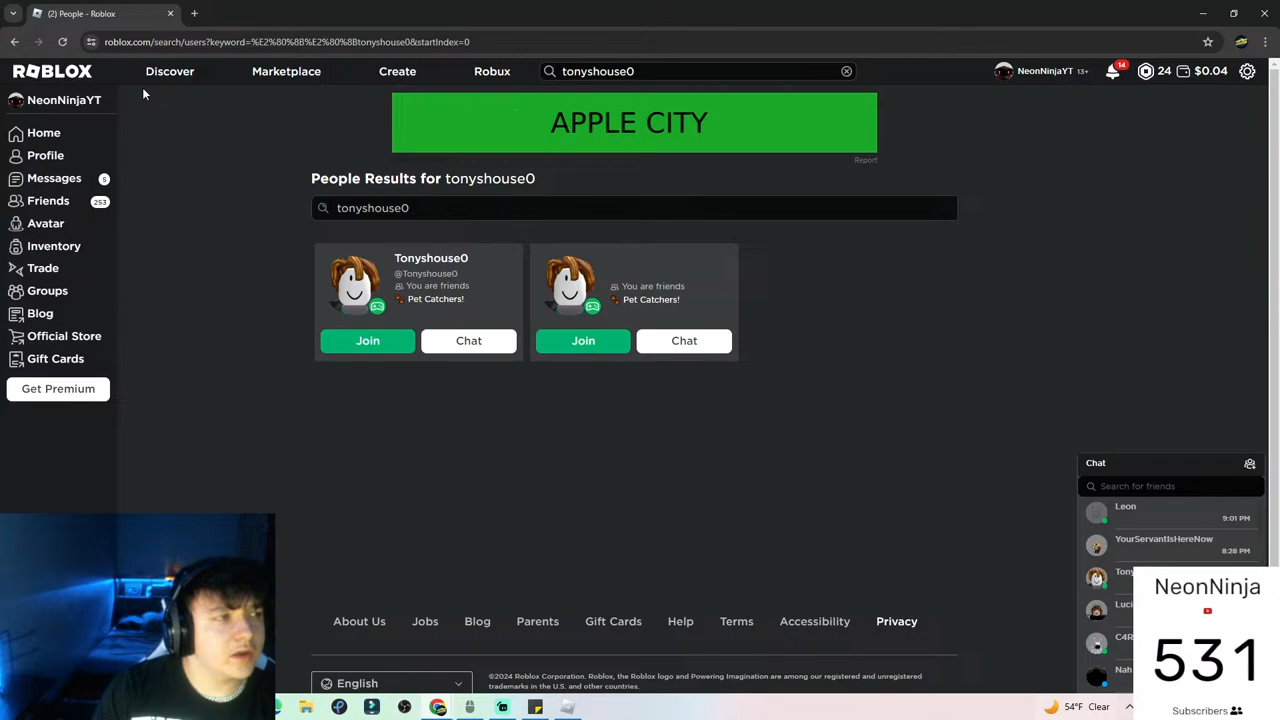 (2) People - Roblox
roblox.com/search/users?keyword=%E2%80%8B%E2%80%8Btonyshouse0&startIndex=0
ROBLOX
Discover
Marketplace
Create
Robux
tonyshouse0
NeonNinjaYT 13+
14
24
$0.04
NeonNinjaYT
Home
Profile
Messages 5
Friends 253
Avatar
Inventory
Trade
Groups
Blog
Official Store
Gift Cards
Get Premium
APPLE CITY
Report
People Results for tonyshouse0
tonyshouse0
Tonyshouse0
@Tonyshouse0
You are friends
Pet Catchers!
Join
Chat
You are friends
Pet Catchers!
Join
Chat
Chat
Search for friends
Leon
9:01 PM
YourServantIsHereNow
8:28 PM
Tony
Luci
C4R
Nah
NeonNinja
531
Subscribers
About Us
Jobs
Blog
Parents
Gift Cards
Help
Terms
Accessibility
Privacy
English
©2024 Roblox Corporation. Roblox, the Roblox logo and Powering Imagination are among our registered and unregistered
trademarks in the U.S. and other countries.
54°F Clear